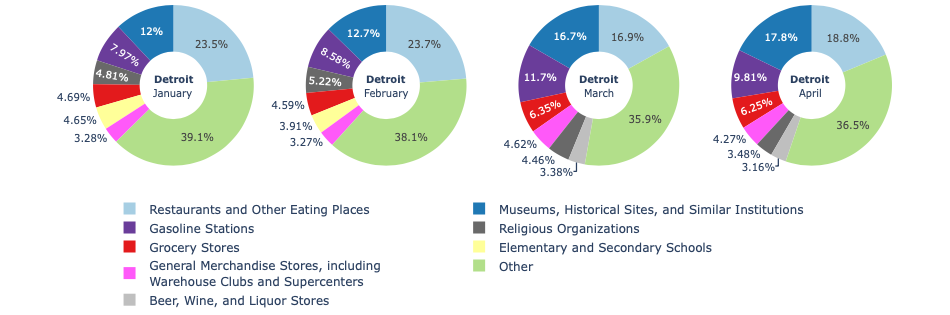 12%
23.5%
7.97%
4.81%
4.69%
4.65%
3.28%
39.1%
Detroit
January
12.7%
23.7%
8.58%
5.22%
4.59%
3.91%
3.27%
38.1%
Detroit
February
16.7%
16.9%
11.7%
6.35%
4.62%
4.46%
3.38%
35.9%
Detroit
March
17.8%
18.8%
9.81%
6.25%
4.27%
3.48%
3.16%
36.5%
Detroit
April
Restaurants and Other Eating Places
Gasoline Stations
Grocery Stores
General Merchandise Stores, including
Warehouse Clubs and Supercenters
Beer, Wine, and Liquor Stores
Museums, Historical Sites, and Similar Institutions
Religious Organizations
Elementary and Secondary Schools
Other